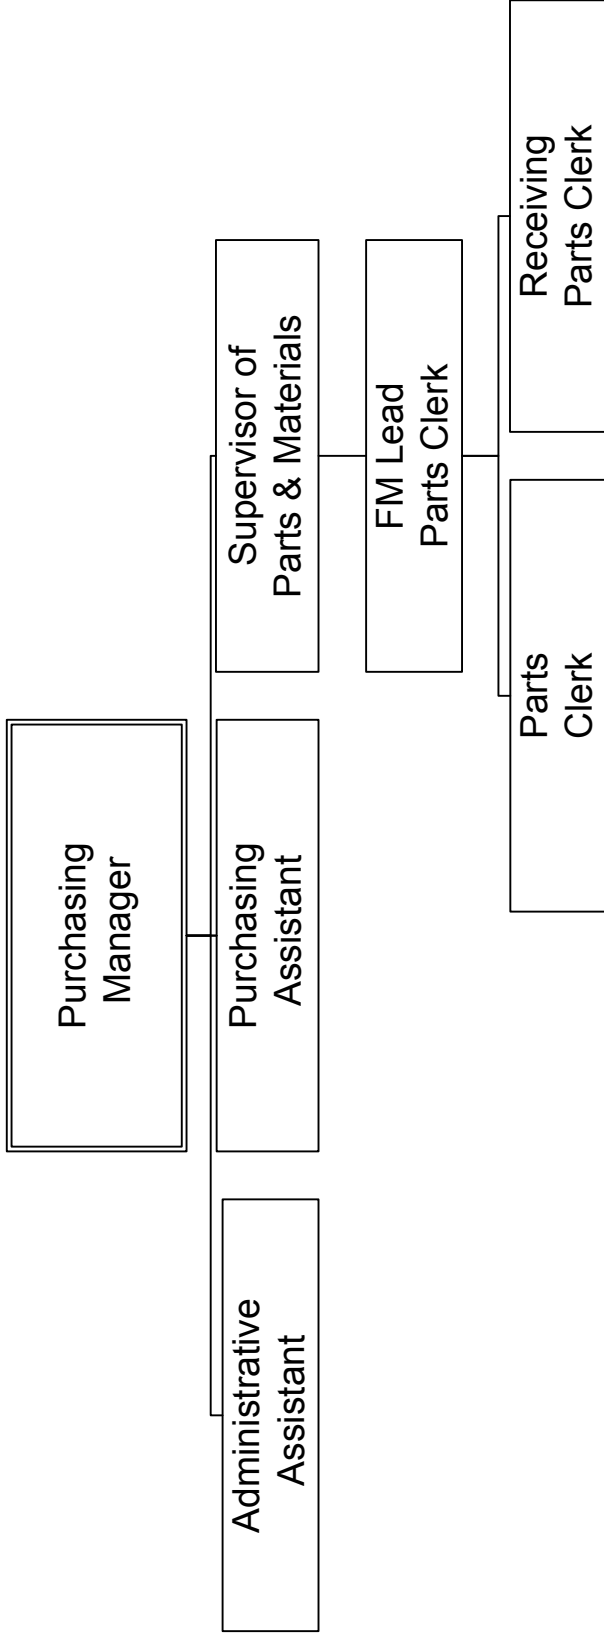 Purchasing
Manager
Administrative
Assistant
Purchasing
Assistant
Supervisor of
Parts & Materials
FM Lead
Parts Clerk
Parts
Clerk
Receiving
Parts Clerk